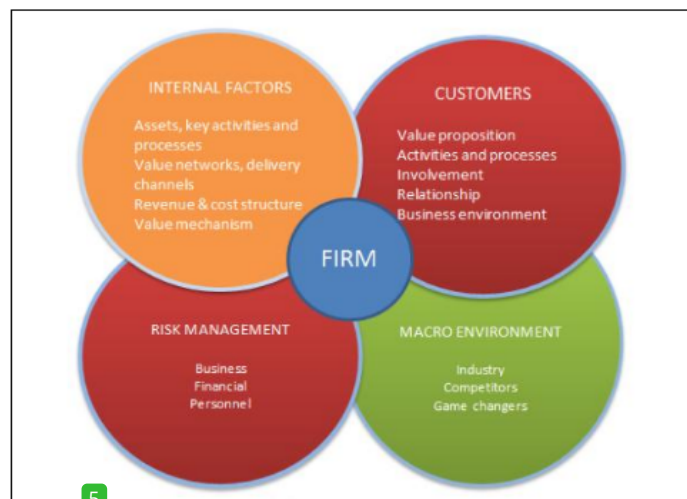 INTERNAL FACTORS
Assets, key activities and
processes
Value networks, delivery
channels
Revenue & cost structure
Value mechanism
CUSTOMERS
Value proposition
Activities and processes
Involvement
Relationship
Business environment
FIRM
RISK MANAGEMENT
Business
Financial
Personnel
MACRO ENVIRONMENT
Industry
Competitors
Game changers
5